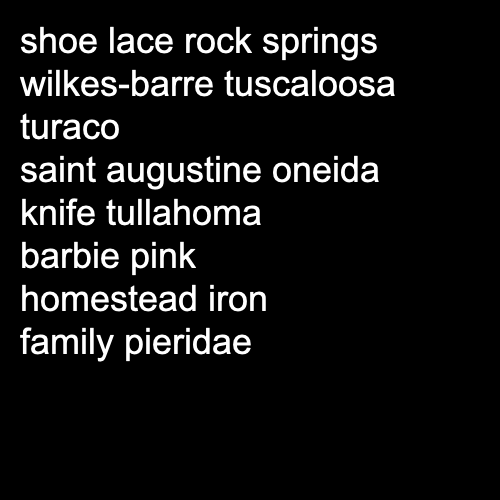 shoe lace rock springs
wilkes-barre tuscaloosa
turaco
saint augustine oneida
knife tullahoma
barbie pink
homestead iron
family pieridae